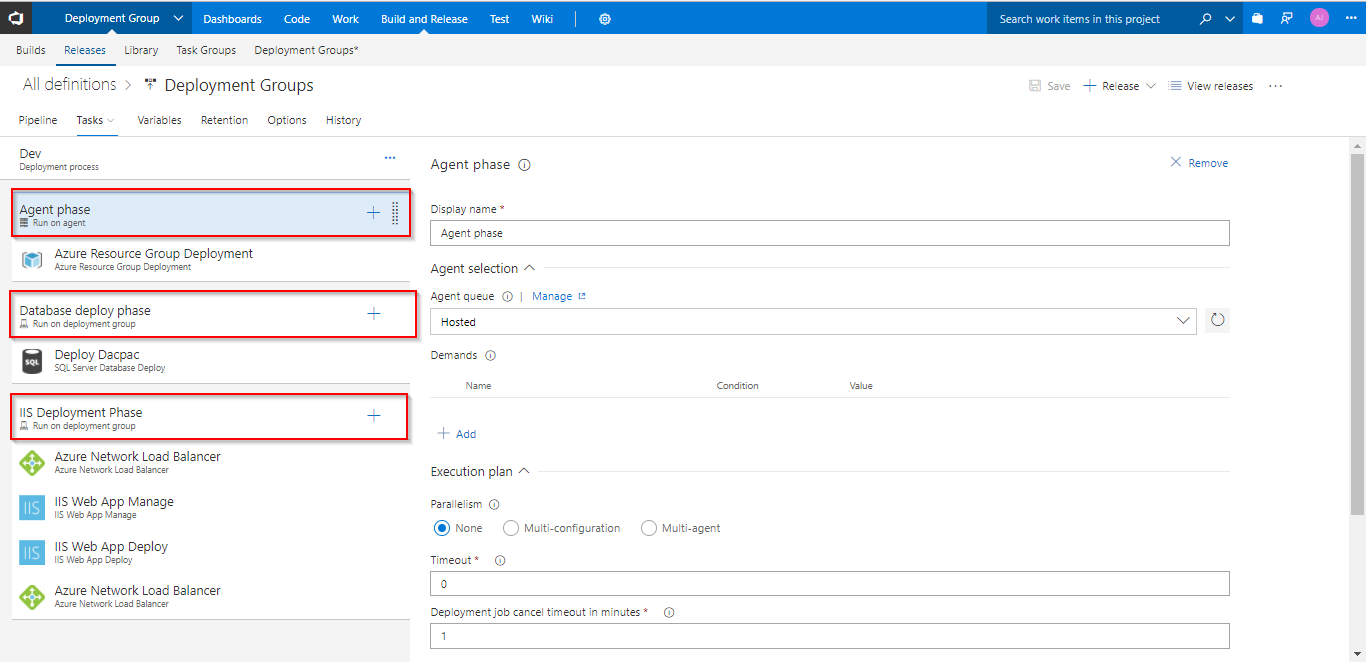 Deployment Group
Dashboards Code Work Build and Release Test Wiki
Search work items in this project
AJ
Builds Releases Library Task Groups Deployment Groups*
All definitions > Deployment Groups
Save Release View releases ...
Pipeline Tasks Variables Retention Options History
Dev
Deployment process
Agent phase
Run on agent
Azure Resource Group Deployment
Azure Resource Group Deployment
Database deploy phase
Run on deployment group
SQL
Deploy Dacpac
SQL Server Database Deploy
IIS Deployment Phase
Run on deployment group
Azure Network Load Balancer
Azure Network Load Balancer
IIS
IIS Web App Manage
IIS Web App Manage
IIS
IIS Web App Deploy
IIS Web App Deploy
Azure Network Load Balancer
Azure Network Load Balancer
Agent phase
Remove
Display name *
Agent phase
Agent selection
Agent queue | Manage
Hosted
Demands
Name Condition Value
Add
Execution plan
Parallelism
None Multi-configuration Multi-agent
Timeout *
0
Deployment job cancel timeout in minutes *
1